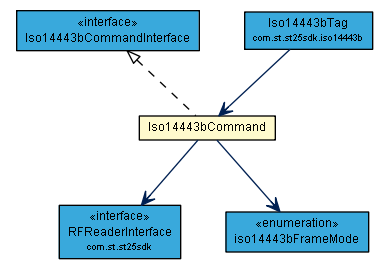 «interface»
Iso14443bCommandInterface
Iso14443bTag
com.st.st25sdk.iso14443b
Iso14443bCommand
«interface»
RFReaderInterface
com.st.st25sdk
«enumeration»
iso14443bFrameMode